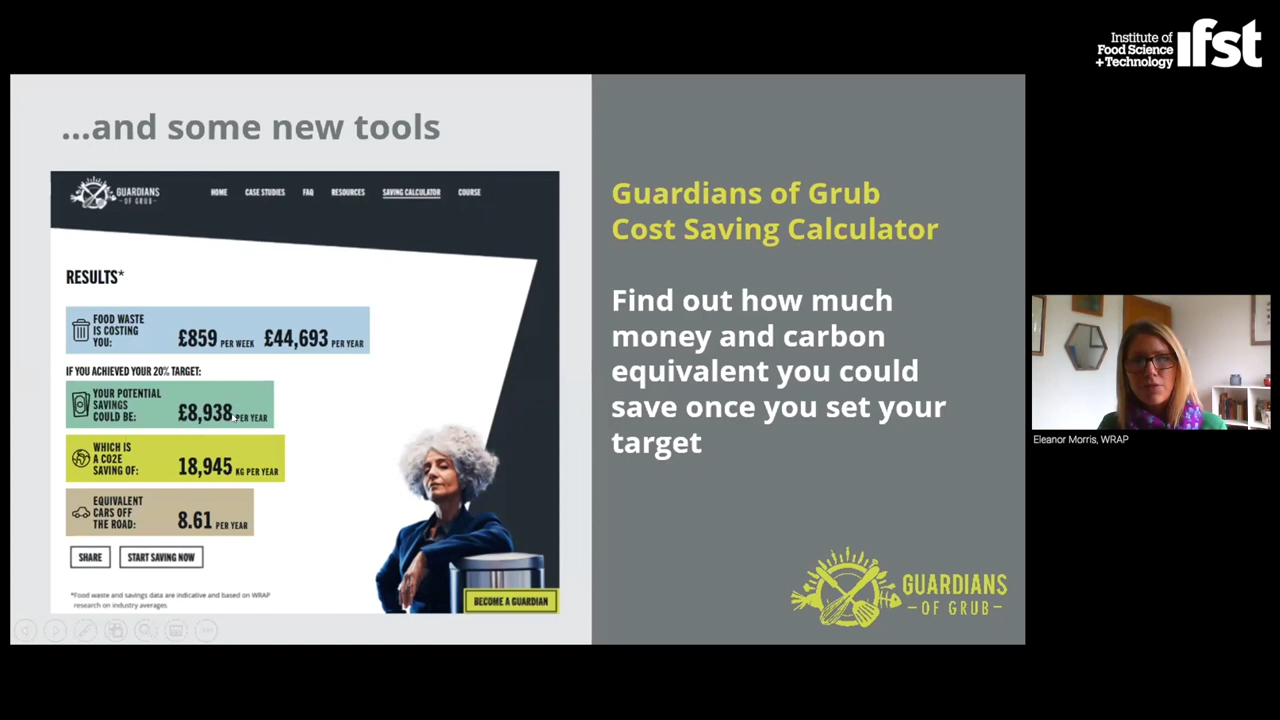 Institute of
Food Science
+Technology
ifst
...and some new tools
GUARDIANS
-OF GRUB-
HOME
CASE STUDIES
FAQ
RESOURCES
SAVING CALCULATOR
COURSE
RESULTS*
FOOD WASTE
IS COSTING
YOU:
£859 PER WEEK £44,693 PER YEAR
IF YOU ACHIEVED YOUR 20% TARGET:
YOUR POTENTIAL
SAVINGS
COULD BE:
£8,938 PER YEAR
WHICH IS
A CO2E
SAVING OF:
18,945 KG PER YEAR
EQUIVALENT
CARS OFF
THE ROAD:
8.61 PER YEAR
SHARE
START SAVING NOW
*Food waste and savings data are indicative and based on WRAP
research on industry averages.
BECOME A GUARDIAN
Guardians of Grub
Cost Saving Calculator
Find out how much
money and carbon
equivalent you could
save once you set your
target
GUARDIANS
-OF GRUB-
Eleanor Morris, WRAP